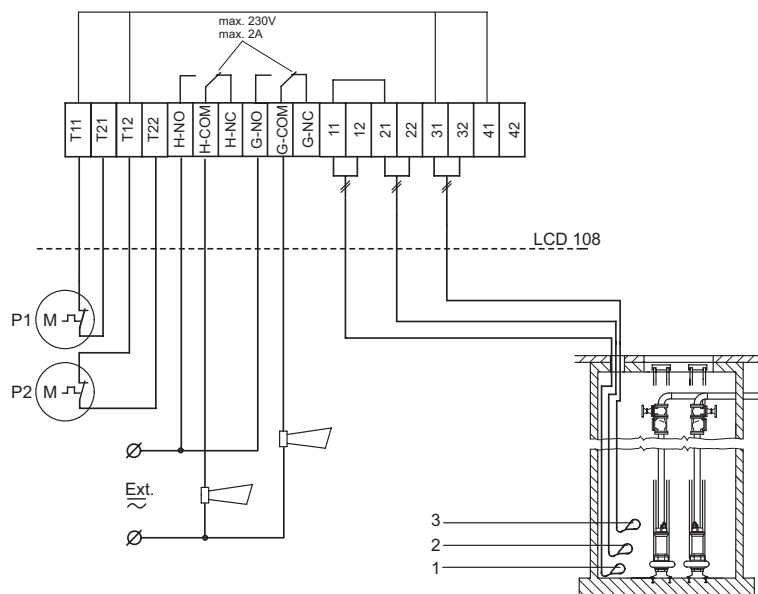 max. 230V
max. 2A
T11 T21 T12 T22 H-NO H-COM H-NC G-NO G-COM G-NC 11 12 21 22 31 32 41 42
LCD 108
P1 M
P2 M
Ext.
3
2
1